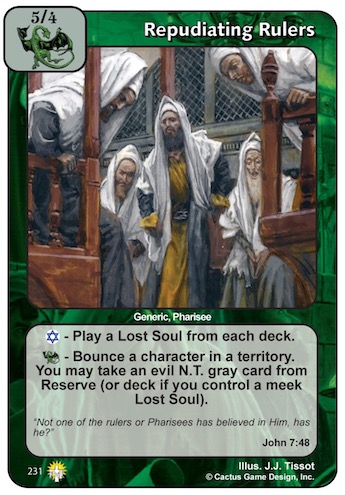 5/4
Repudiating Rulers
Generic, Pharisee
- Play a Lost Soul from each deck.
- Bounce a character in a territory.
You may take an evil N.T. gray card from
Reserve (or deck if you control a meek
Lost Soul).
“Not one of the rulers or Pharisees has believed in Him, has
he?”
John 7:48
231
Illus. J.J. Tissot
© Cactus Game Design, Inc.